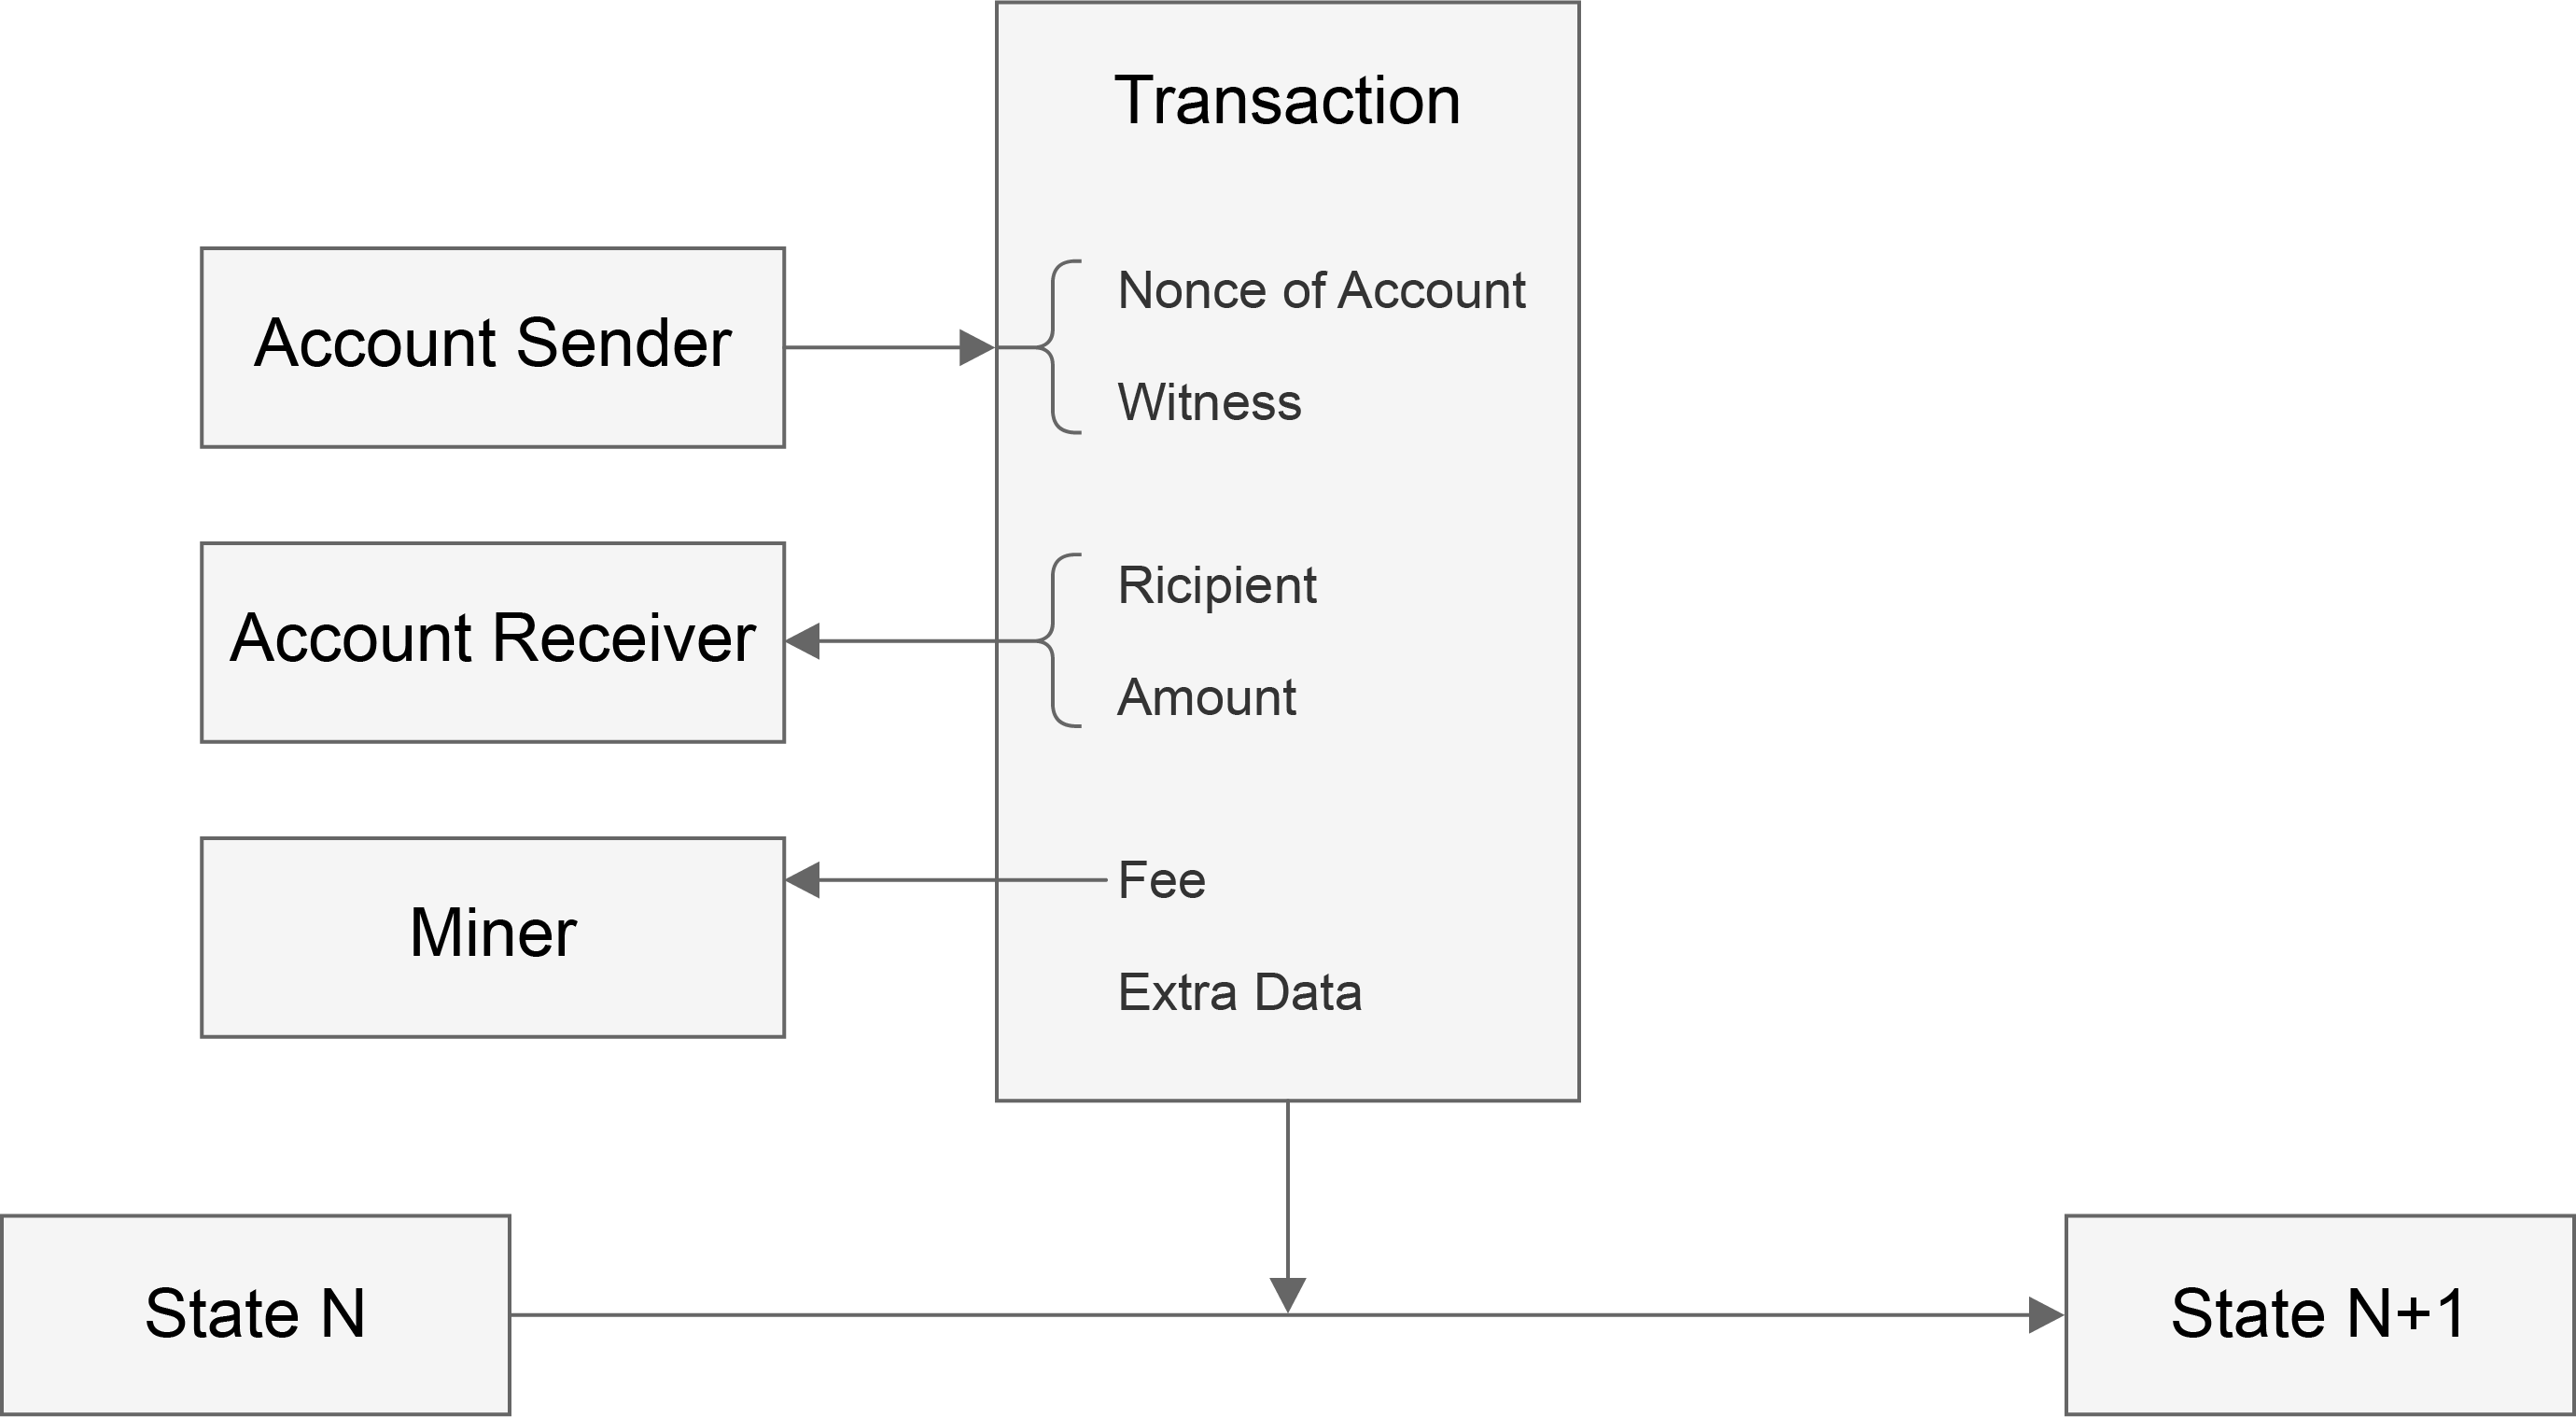 Transaction
Account Sender
Nonce of Account
Witness
Account Receiver
Ricipient
Amount
Miner
Fee
Extra Data
State N
State N+1